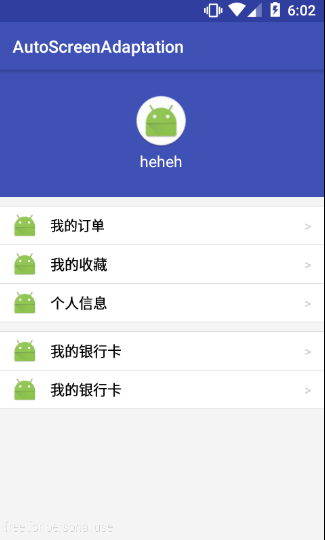 6:02
AutoScreenAdaptation
heheh
我的订单 >
我的收藏 >
个人信息 >
我的银行卡 >
我的银行卡 >
free for personal use